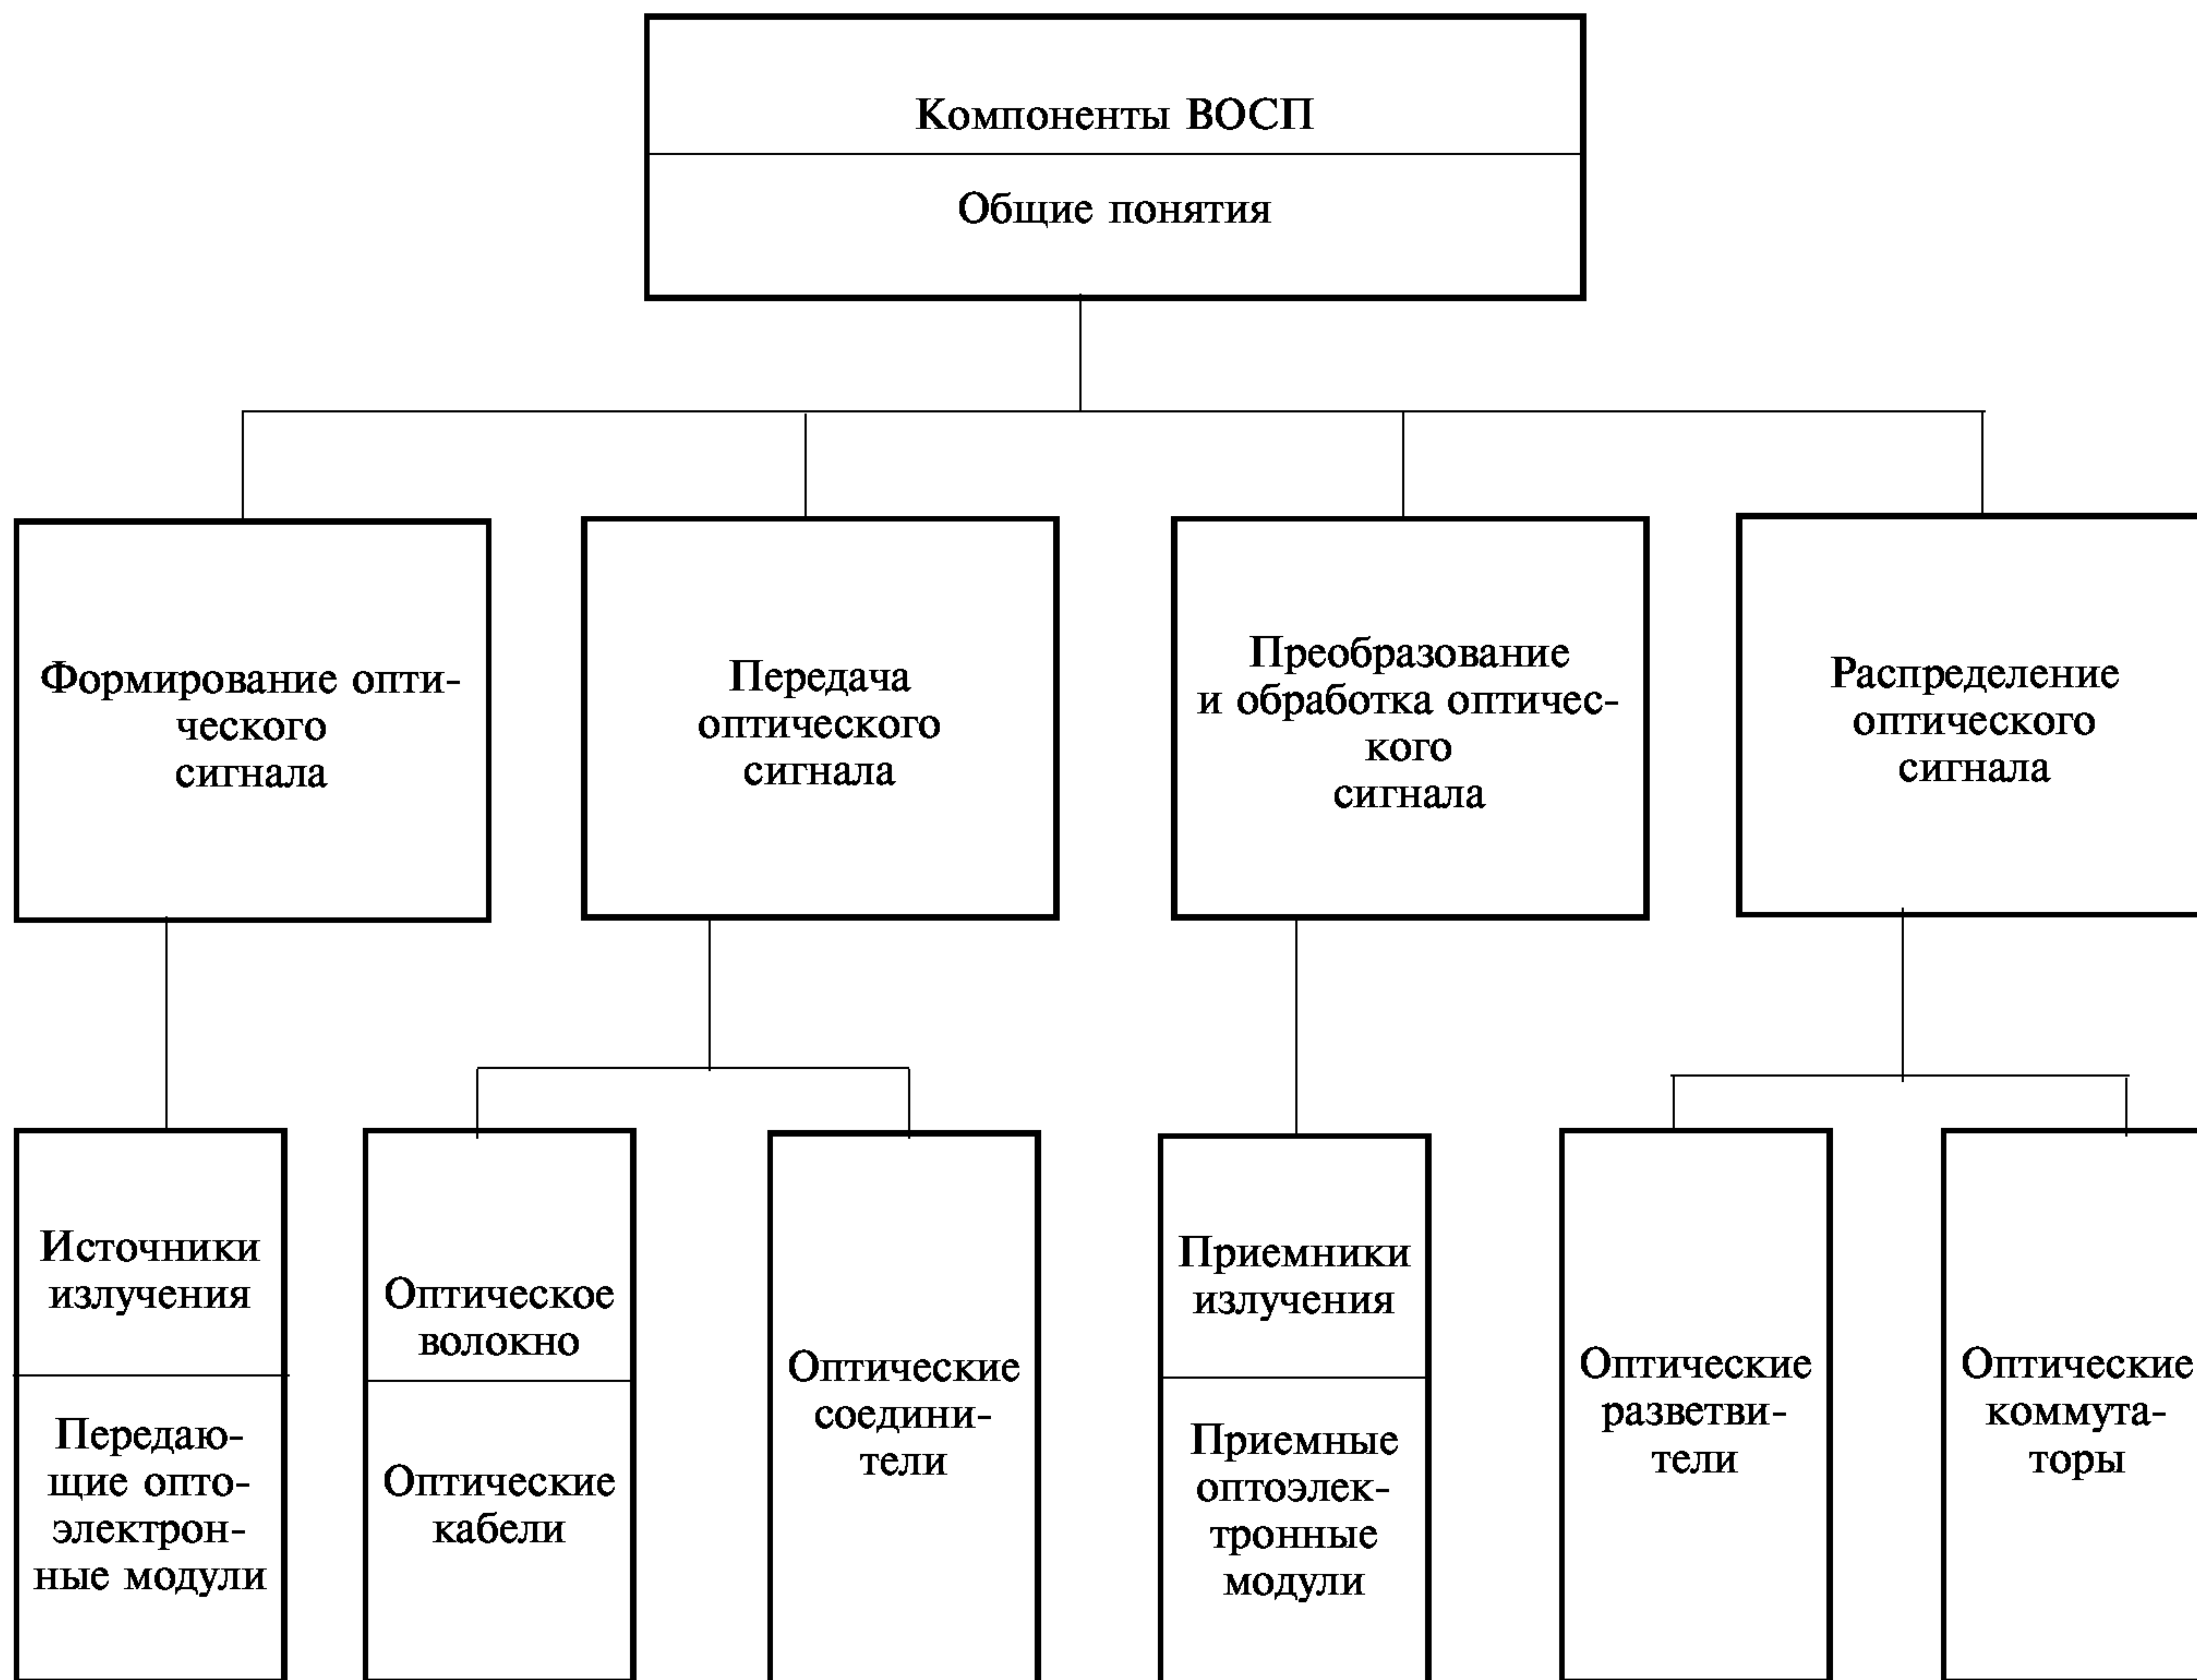 Компоненты ВОСП
Общие понятия
Формирование опти-
ческого
сигнала
Передача
оптического
сигнала
Преобразование
и обработка оптичес-
кого
сигнала
Распределение
оптического
сигнала
Источники
излучения
Передаю-
щие опто-
электрон-
ные модули
Оптическое
волокно
Оптические
кабели
Оптические
соедини-
тели
Приемники
излучения
Приемные
оптоэлек-
тронные
модули
Оптические
разветви-
тели
Оптические
коммута-
торы